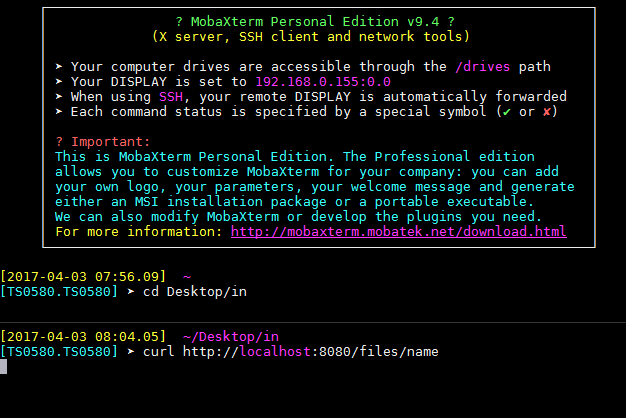 ? MobaXterm Personal Edition v9.4 ?
(X server, SSH client and network tools)
➤ Your computer drives are accessible through the /drives path
➤ Your DISPLAY is set to 192.168.0.155:0.0
➤ When using SSH, your remote DISPLAY is automatically forwarded
➤ Each command status is specified by a special symbol (✔ or ✘)
? Important:
This is MobaXterm Personal Edition. The Professional edition
allows you to customize MobaXterm for your company: you can add
your own logo, your parameters, your welcome message and generate
either an MSI installation package or a portable executable.
We can also modify MobaXterm or develop the plugins you need.
For more information: http://mobaxterm.mobatek.net/download.html
[2017-04-03 07:56.09]  ~
[TS0580.TS0580] ➤ cd Desktop/in
[2017-04-03 08:04.05]  ~/Desktop/in
[TS0580.TS0580] ➤ curl http://localhost:8080/files/name